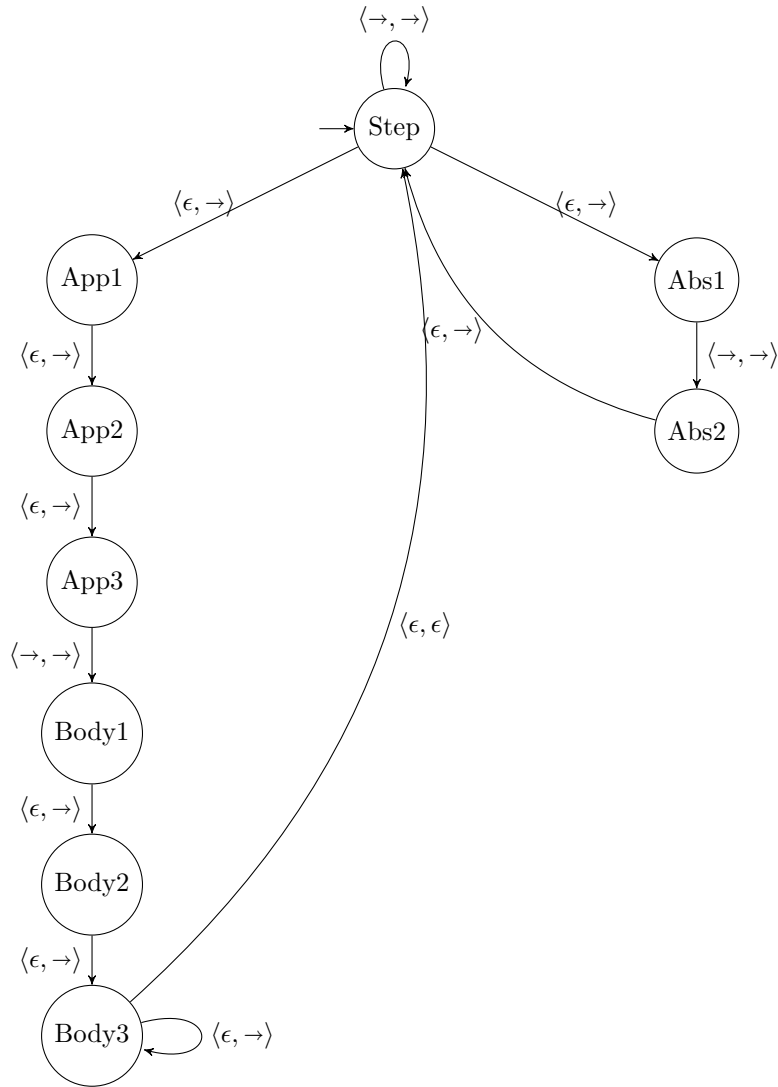 ⟨→, →⟩
Step
⟨ϵ, →⟩
⟨ϵ, →⟩
App1
Abs1
⟨ϵ, →⟩
⟨→, →⟩
⟨ϵ, →⟩
App2
Abs2
⟨ϵ, →⟩
App3
⟨ϵ, ϵ⟩
⟨→, →⟩
Body1
⟨ϵ, →⟩
Body2
⟨ϵ, →⟩
Body3
⟨ϵ, →⟩